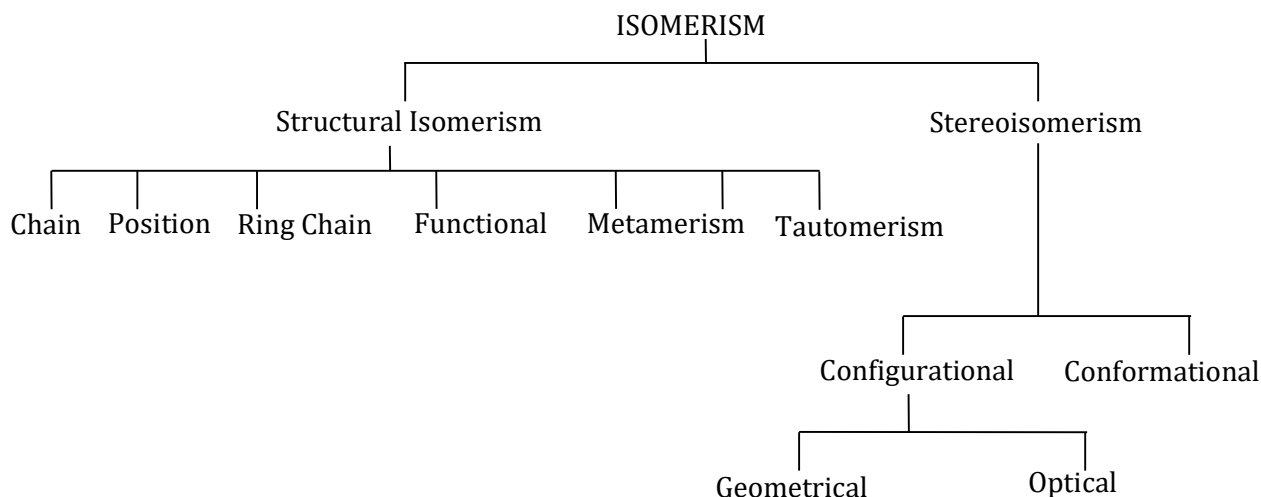 ISOMERISM
Structural Isomerism
Stereoisomerism
Chain
Position
Ring Chain
Functional
Metamerism
Tautomerism
Configurational
Conformational
Geometrical
Optical